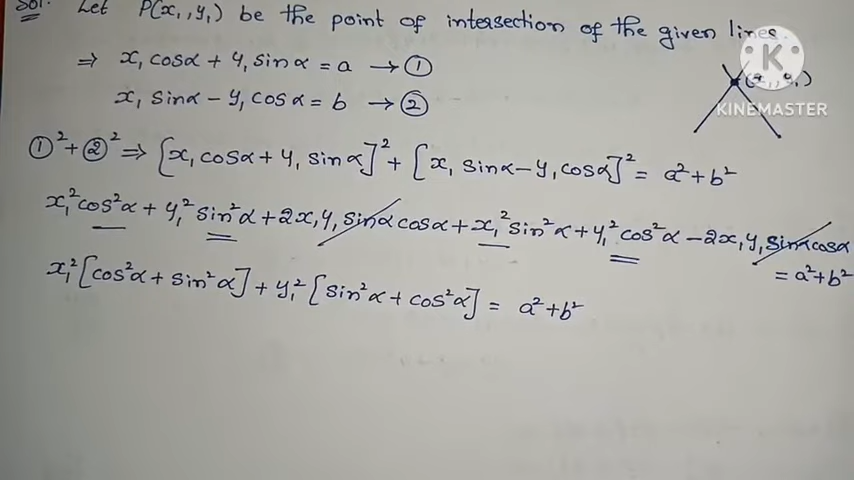 Sol. Let P(x₁, y₁) be the point of intersection of the given lines.
⇒ x₁ cosα + y₁ sinα = a → ①
(x₁, y₁)
x₁ sinα − y₁ cosα = b → ②
K
KINEMASTER
①² + ②² ⇒ [x₁ cosα + y₁ sinα]² + [x₁ sinα − y₁ cosα]² = a² + b²
x₁² cos²α + y₁² sin²α + 2x₁y₁ sinα cosα + x₁² sin²α + y₁² cos²α − 2x₁y₁ sinα cosα
= a² + b²
x₁² [cos²α + sin²α] + y₁² [sin²α + cos²α] = a² + b²